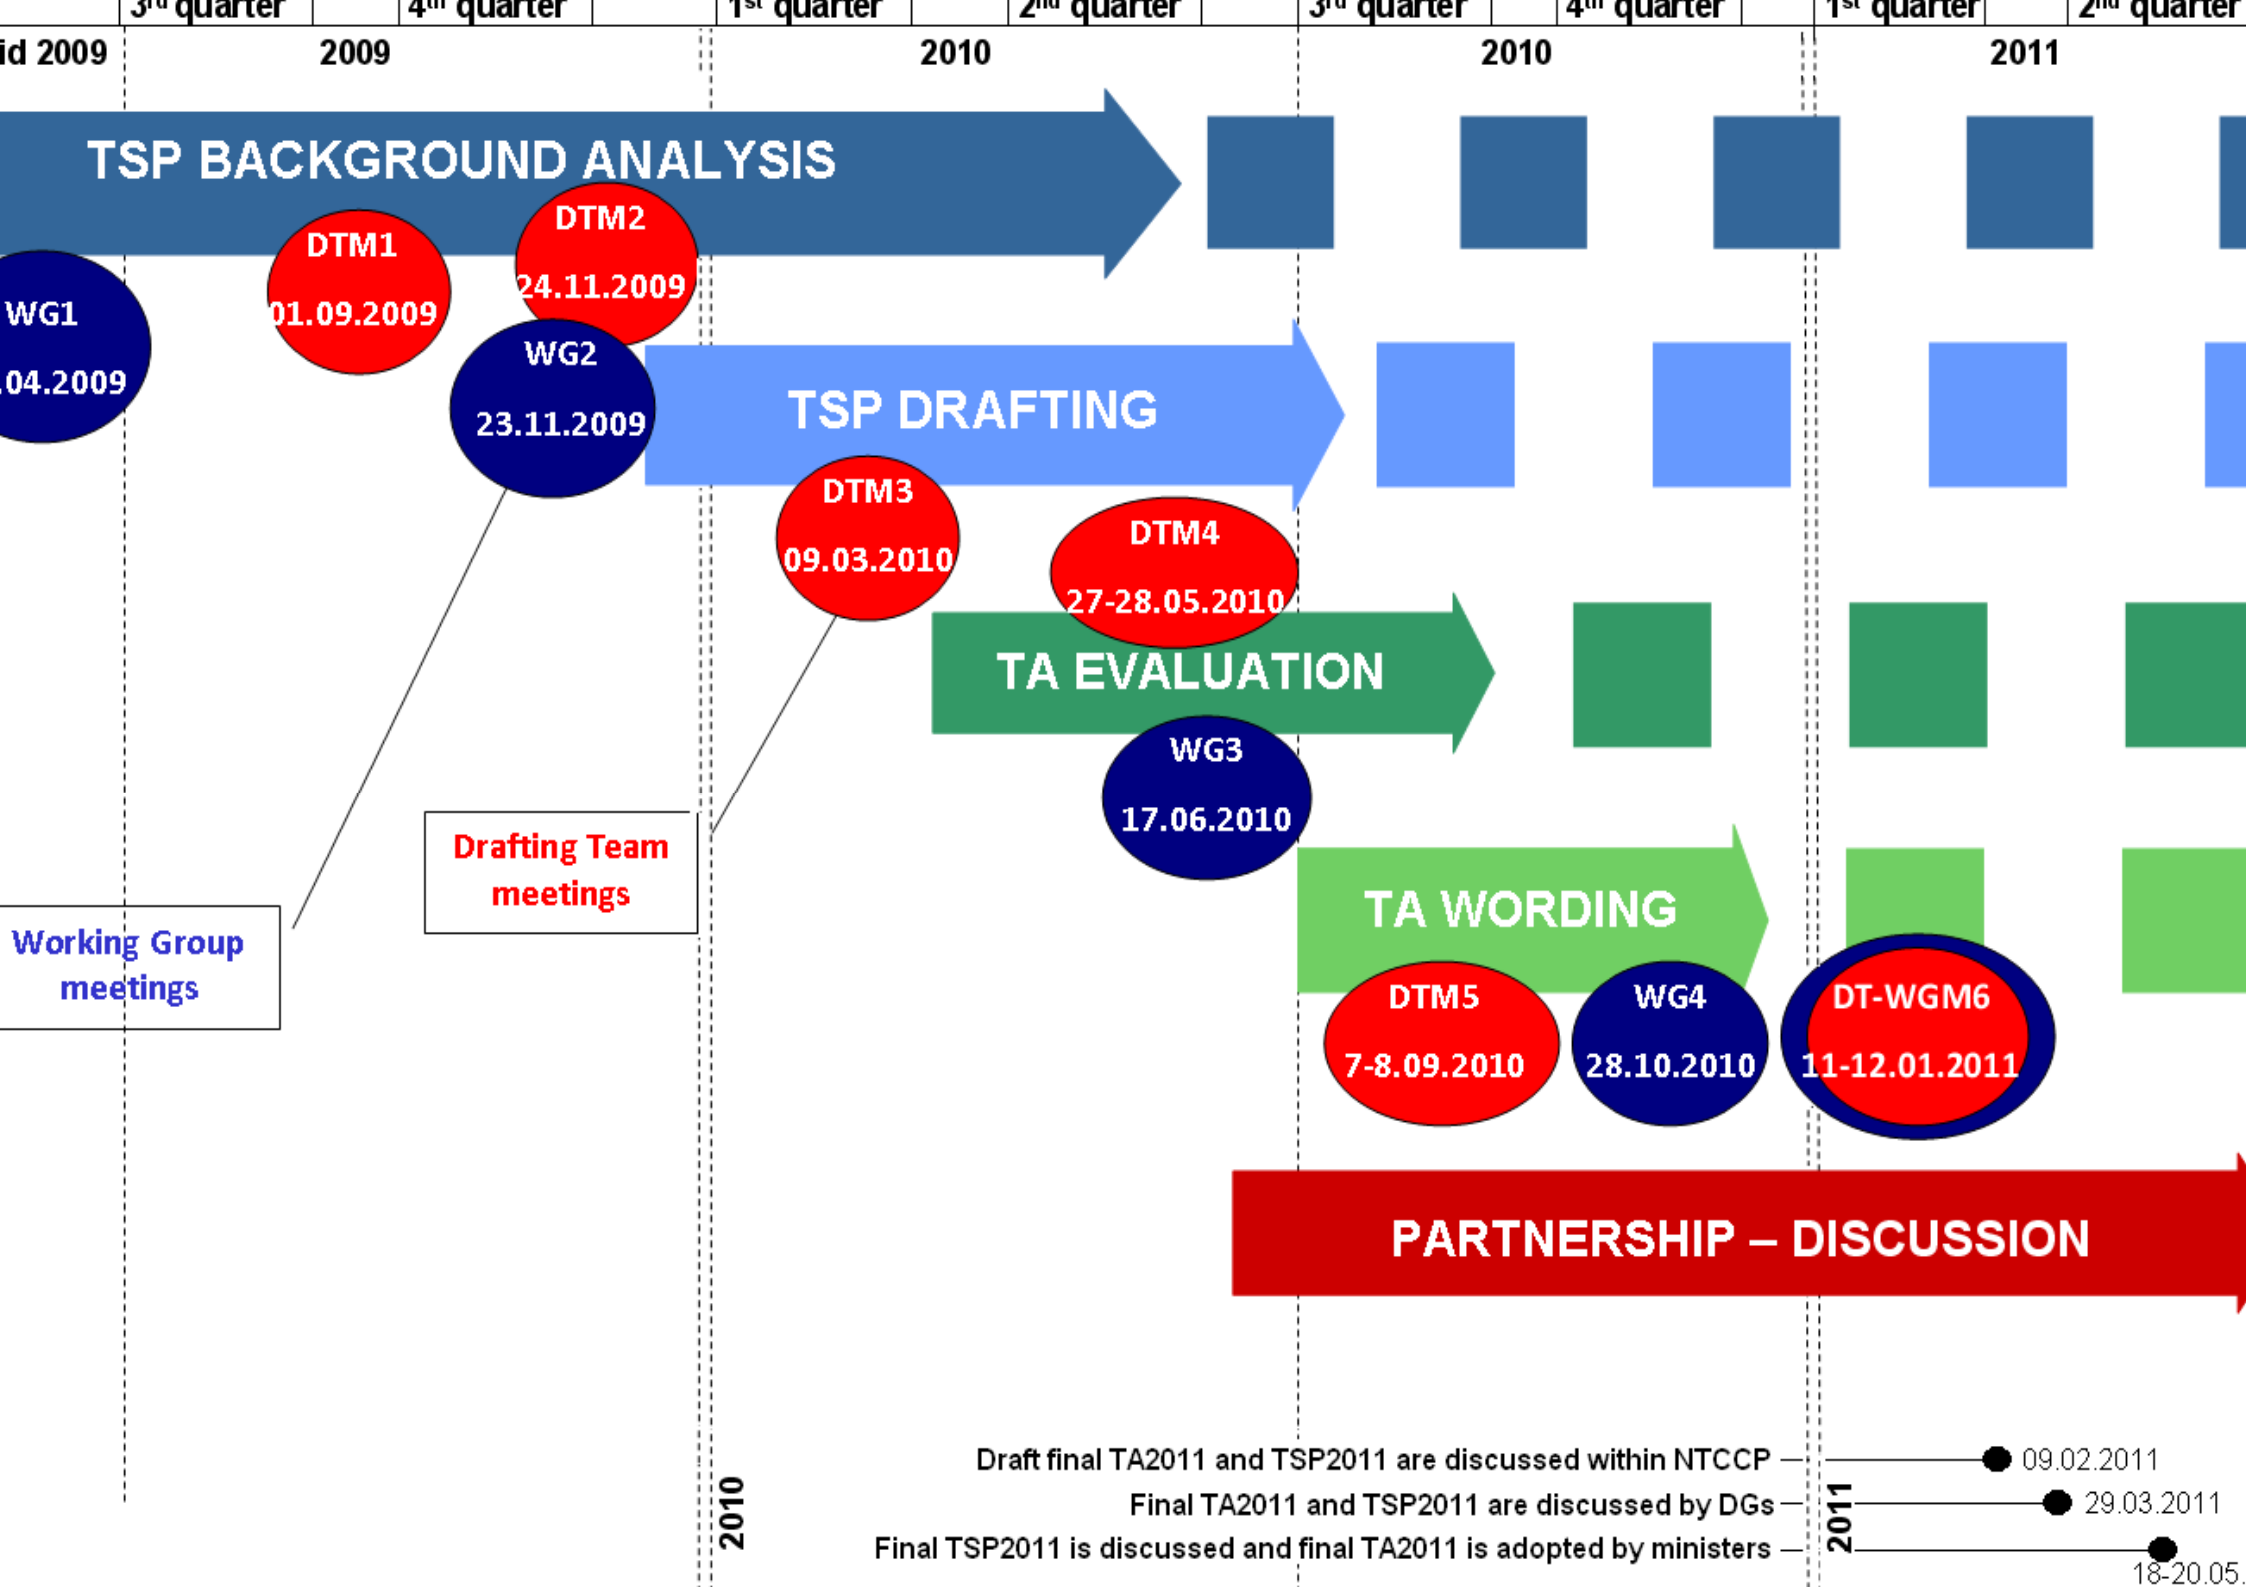 3rd quarter 4th quarter 1st quarter 2nd quarter 3rd quarter 4th quarter 1st quarter 2nd quarter
id 2009 2009 2010 2010 2011
TSP BACKGROUND ANALYSIS
DTM2
24.11.2009
DTM1
01.09.2009
WG1
.04.2009
WG2
23.11.2009
TSP DRAFTING
DTM3
09.03.2010
DTM4
27-28.05.2010
TA EVALUATION
WG3
17.06.2010
Drafting Team
meetings
Working Group
meetings
TA WORDING
DTM5
7-8.09.2010
WG4
28.10.2010
DT-WGM6
11-12.01.2011
PARTNERSHIP – DISCUSSION
Draft final TA2011 and TSP2011 are discussed within NTCCP 09.02.2011
Final TA2011 and TSP2011 are discussed by DGs 29.03.2011
Final TSP2011 is discussed and final TA2011 is adopted by ministers
18-20.05.
2010
2011